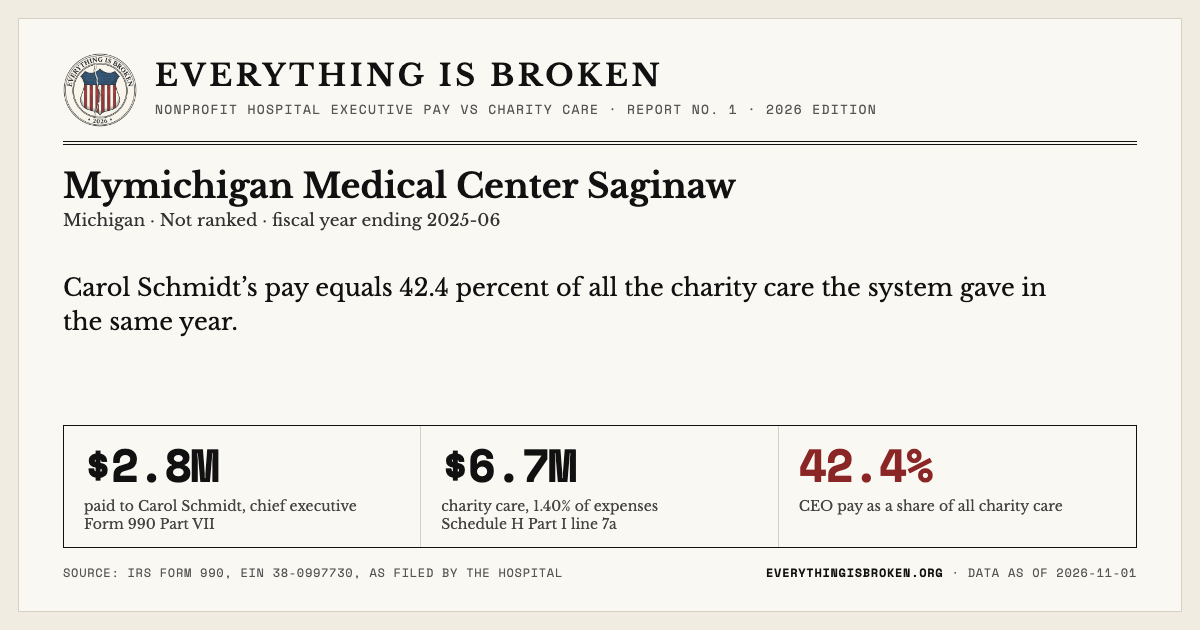 EVERYTHING IS BROKEN
· 2026 ·
EVERYTHING IS BROKEN
NONPROFIT HOSPITAL EXECUTIVE PAY VS CHARITY CARE · REPORT NO. 1 · 2026 EDITION
Mymichigan Medical Center Saginaw
Michigan · Not ranked · fiscal year ending 2025-06
Carol Schmidt’s pay equals 42.4 percent of all the charity care the system gave in
the same year.
$2.8M
paid to Carol Schmidt, chief executive
Form 990 Part VII
$6.7M
charity care, 1.40% of expenses
Schedule H Part I line 7a
42.4%
CEO pay as a share of all charity care
SOURCE: IRS FORM 990, EIN 38-0997730, AS FILED BY THE HOSPITAL
EVERYTHINGISBROKEN.ORG · DATA AS OF 2026-11-01